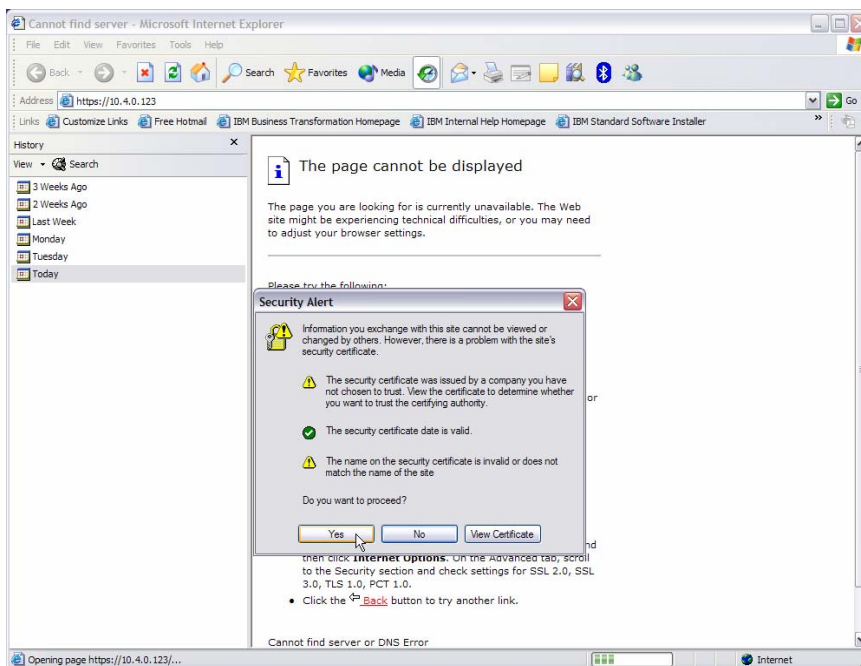 Cannot find server - Microsoft Internet Explorer
File Edit View Favorites Tools Help
Back Search Favorites Media
Address https://10.4.0.123 Go
Links Customize Links Free Hotmail IBM Business Transformation Homepage IBM Internal Help Homepage IBM Standard Software Installer »
History x
View Search
3 Weeks Ago
2 Weeks Ago
Last Week
Monday
Tuesday
Today
The page cannot be displayed
The page you are looking for is currently unavailable. The Web
site might be experiencing technical difficulties, or you may need
to adjust your browser settings.
Please try the following:
Security Alert
Information you exchange with this site cannot be viewed or
changed by others. However, there is a problem with the site's
security certificate.
The security certificate was issued by a company you have
not chosen to trust. View the certificate to determine whether
you want to trust the certifying authority.
or
The security certificate date is valid.
The name on the security certificate is invalid or does not
match the name of the site
Do you want to proceed?
Yes No View Certificate
nd
then click Internet Options. On the Advanced tab, scroll
to the Security section and check settings for SSL 2.0, SSL
3.0, TLS 1.0, PCT 1.0.
• Click the Back button to try another link.
Cannot find server or DNS Error
Opening page https://10.4.0.123/... Internet